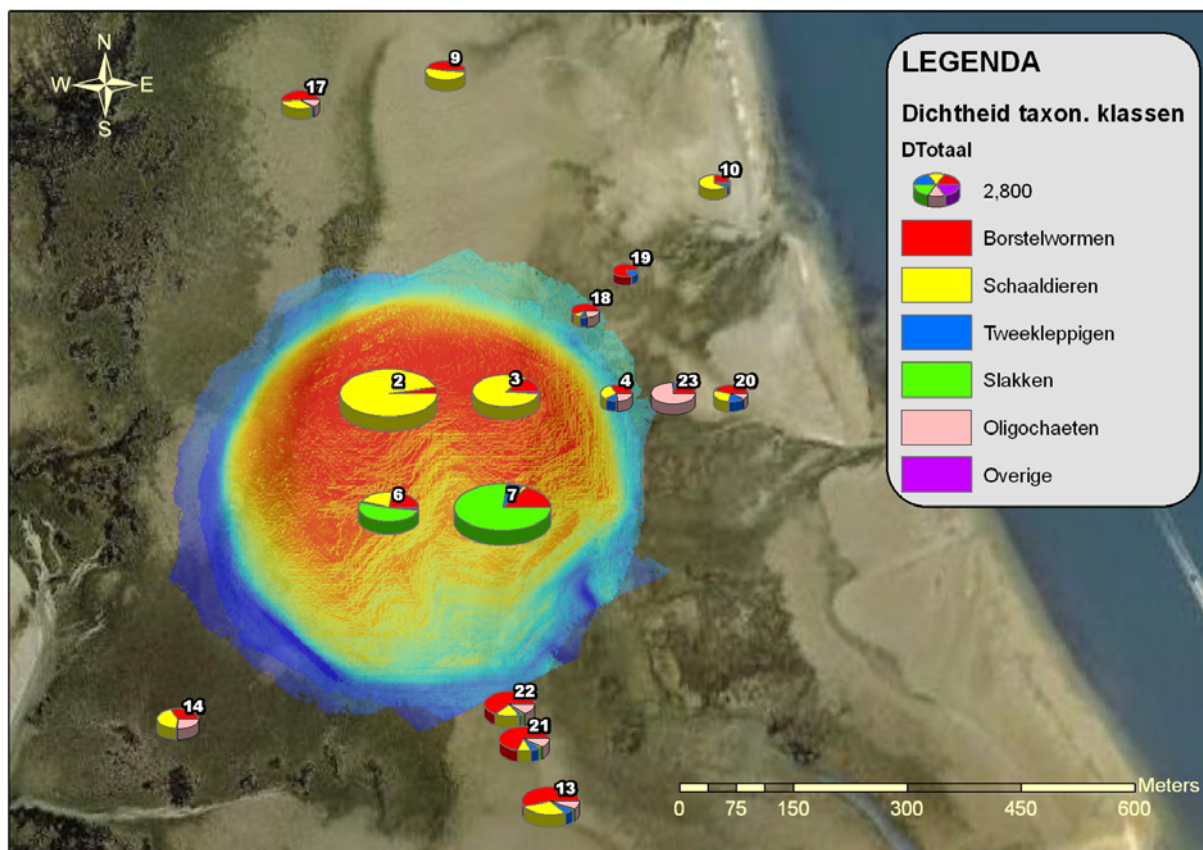 N
W E
S
9
17
10
19
18
2 3 4 23 20
6 7
22
14
21
13
LEGENDA
Dichtheid taxon. klassen
DTotaal
2,800
Borstelwormen
Schaaldieren
Tweekleppigen
Slakken
Oligochaeten
Overige
Meters
0 75 150 300 450 600